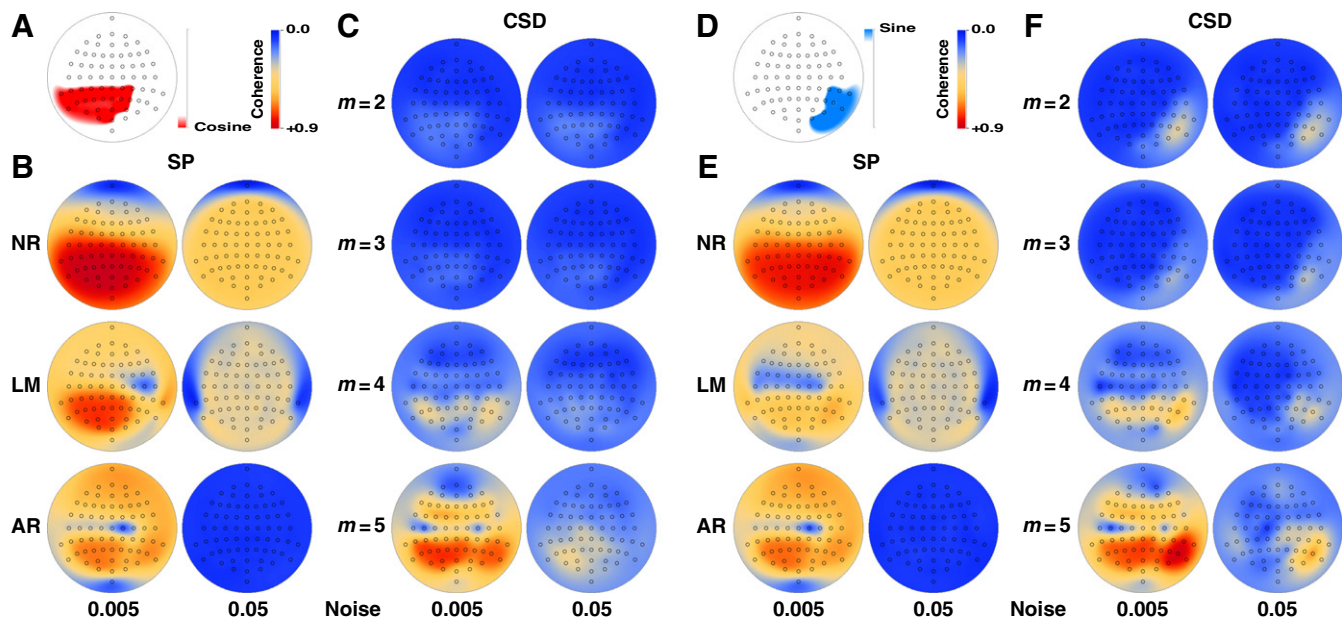 A
Cosine
0.0
Coherence
+0.9
C
CSD
D
Sine
0.0
Coherence
+0.9
F
CSD
m=2
m=2
B
SP
E
SP
NR
m=3
NR
m=3
LM
m=4
LM
m=4
AR
m=5
AR
m=5
0.005 0.05 Noise 0.005 0.05
0.005 0.05 Noise 0.005 0.05